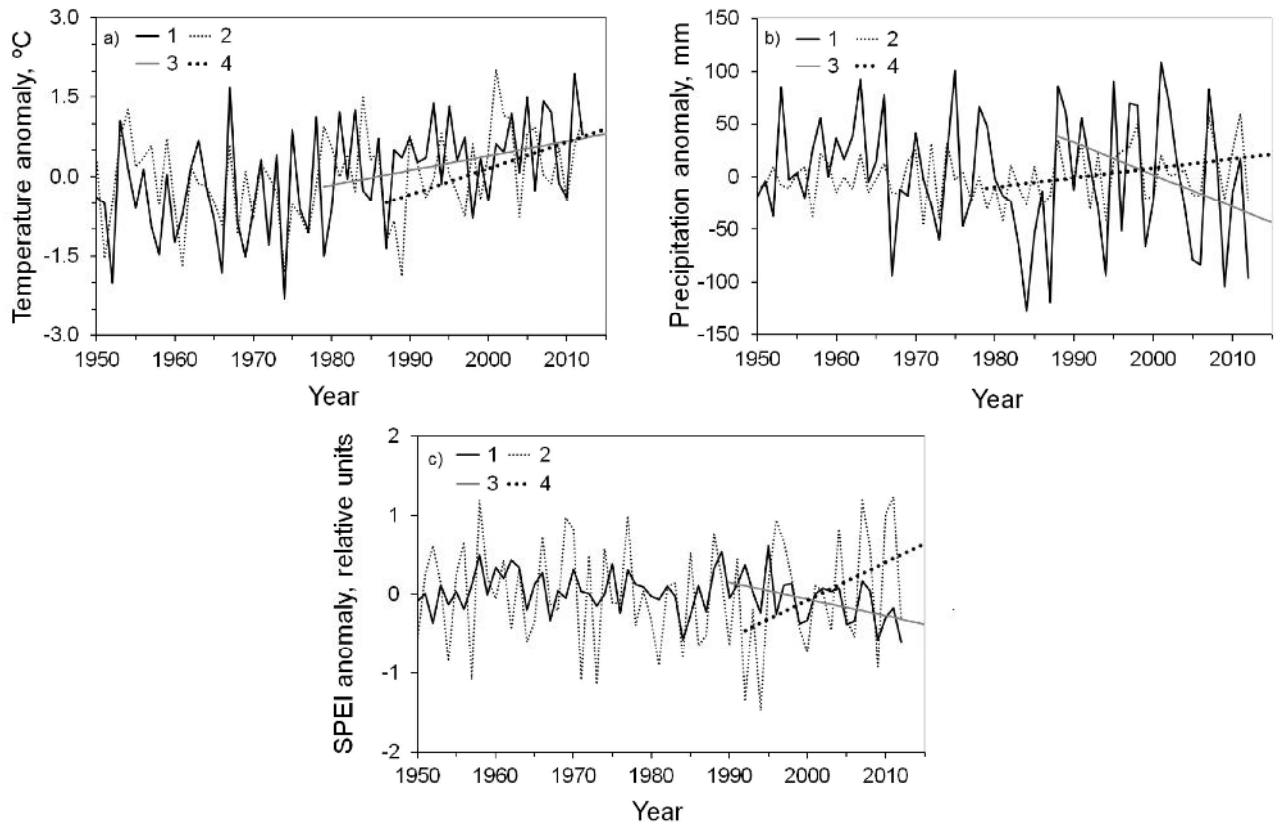 Temperature anomaly, ºC
3.0
1.5
0.0
-1.5
-3.0
a)
1
2
3
4
1950 1960 1970 1980 1990 2000 2010
Year
Precipitation anomaly, mm
150
100
50
0
-50
-100
-150
b)
1
2
3
4
1950 1960 1970 1980 1990 2000 2010
Year
SPEI anomaly, relative units
2
1
0
-1
-2
c)
1
2
3
4
1950 1960 1970 1980 1990 2000 2010
Year